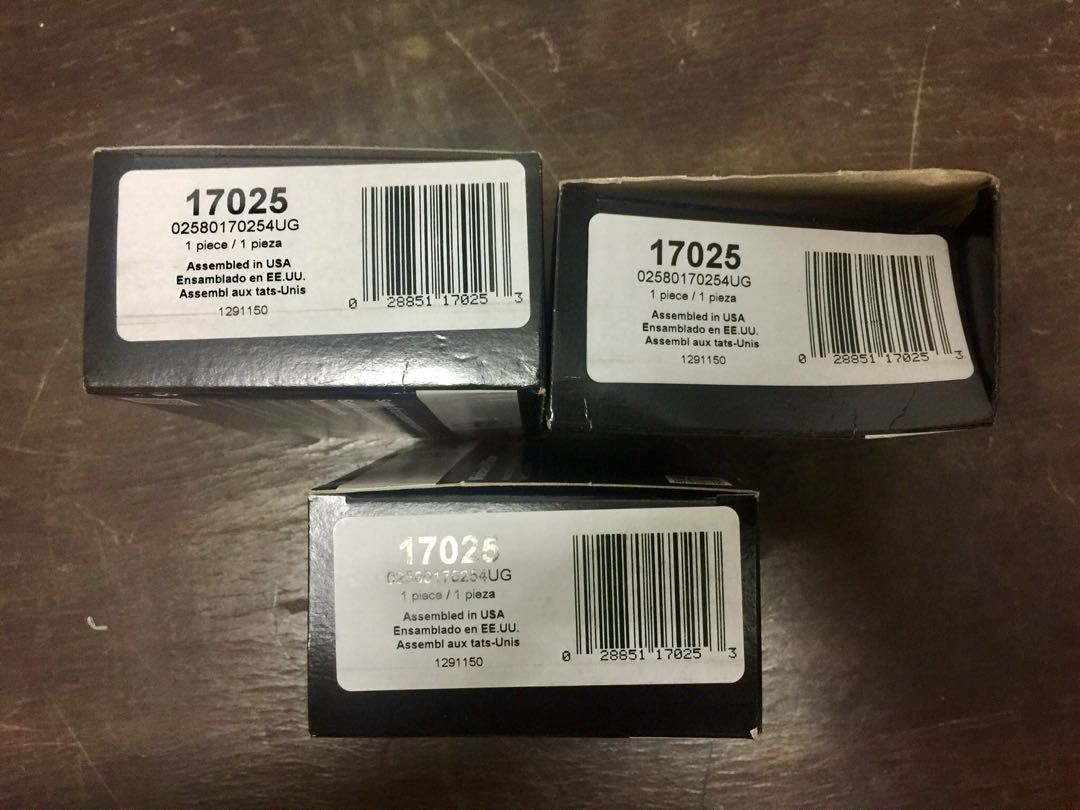 17025
02580170254UG
1 piece / 1 pieza
Assembled in USA
Ensamblado en EE.UU.
Assembl aux tats-Unis
1291150
0 28851 17025 3
17025
02580170254UG
1 piece / 1 pieza
Assembled in USA
Ensamblado en EE.UU.
Assembl aux tats-Unis
1291150
0 28851 17025 3
17025
02580170254UG
1 piece / 1 pieza
Assembled in USA
Ensamblado en EE.UU.
Assembl aux tats-Unis
1291150
0 28851 17025 3